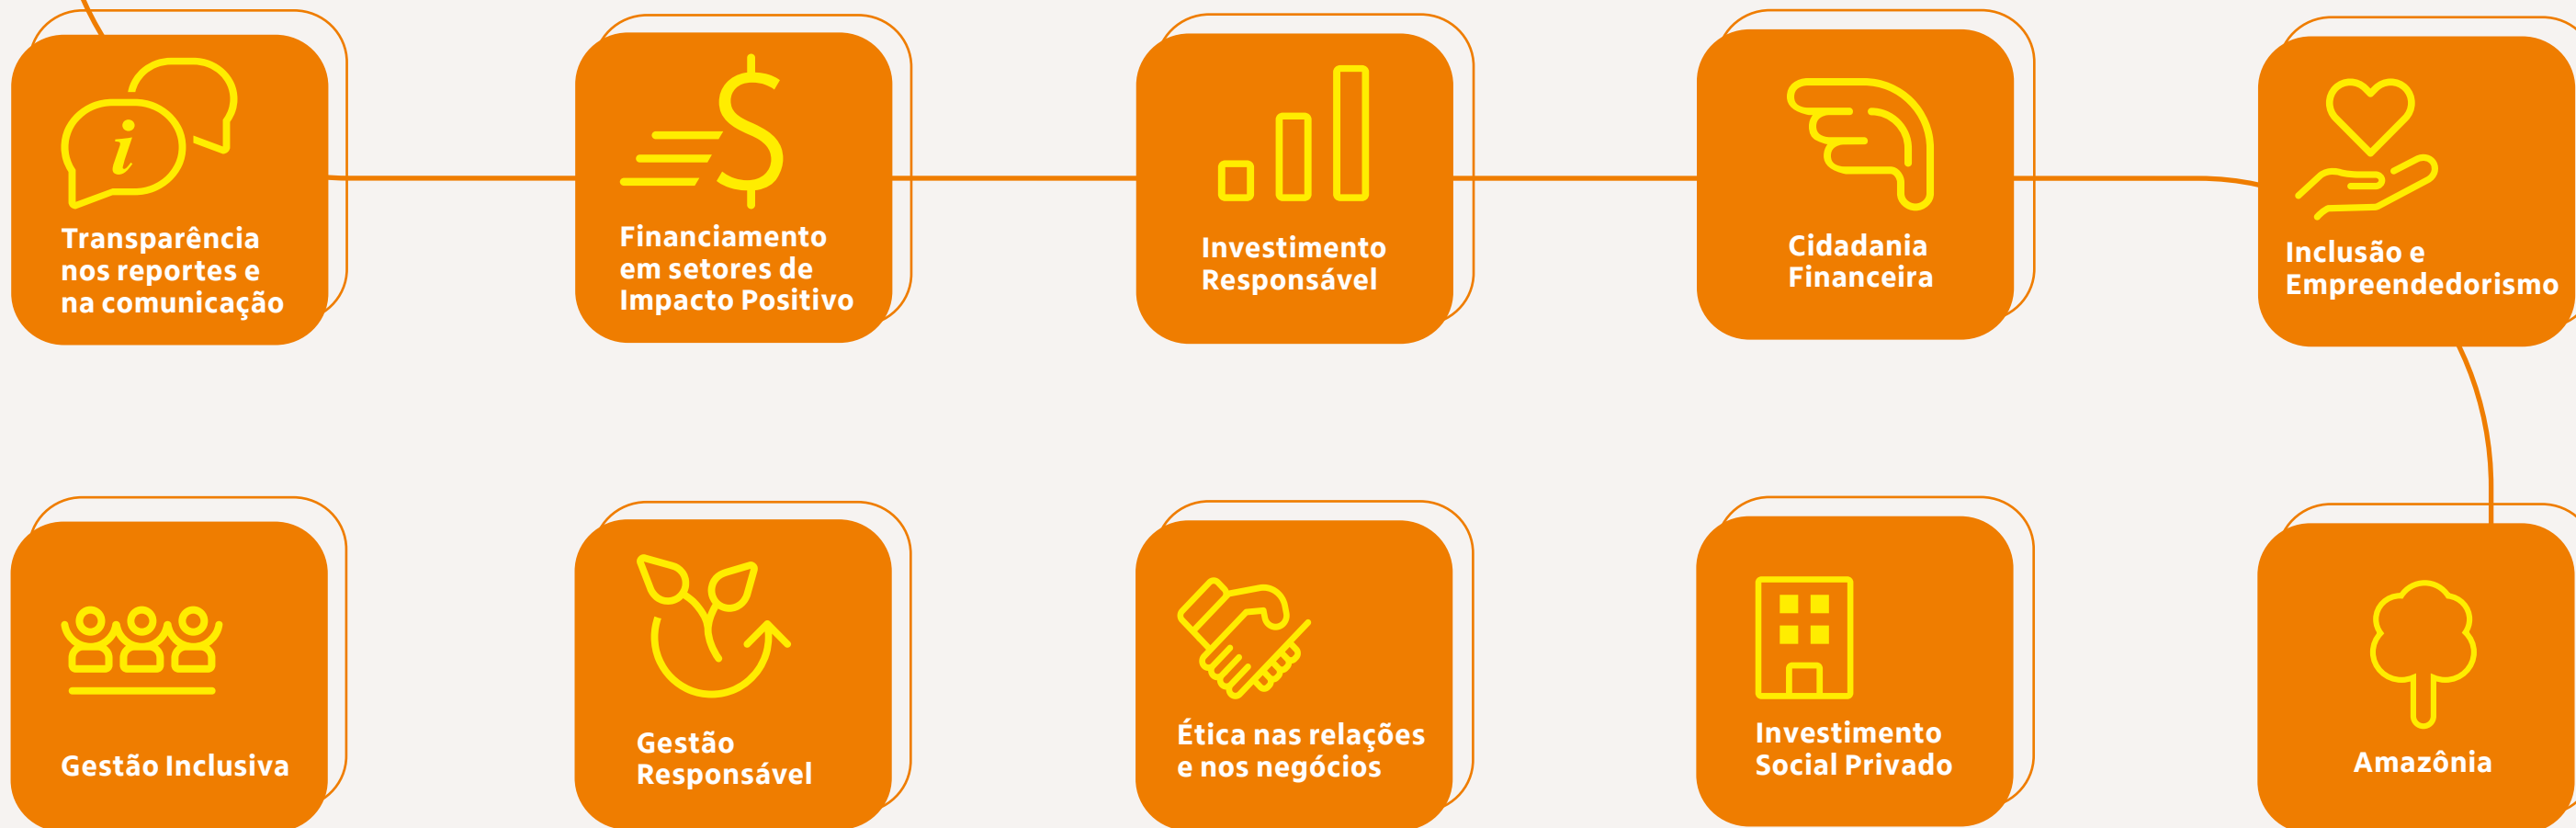 Transparência
nos reportes e
na comunicação
Financiamento
em setores de
Impacto Positivo
Investimento
Responsável
Cidadania
Financeira
Inclusão e
Empreendedorismo
Gestão Inclusiva
Gestão
Responsável
Ética nas relações
e nos negócios
Investimento
Social Privado
Amazônia